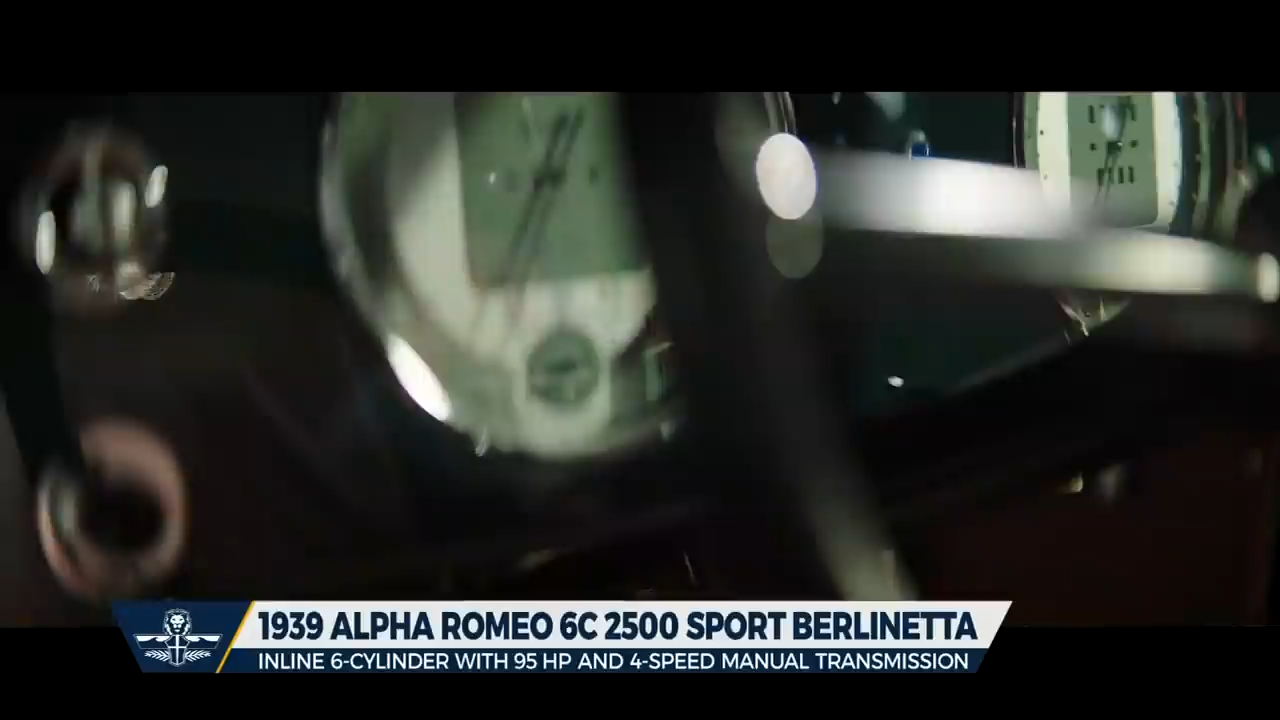 1939 ALPHA ROMEO 6C 2500 SPORT BERLINETTA
INLINE 6-CYLINDER WITH 95 HP AND 4-SPEED MANUAL TRANSMISSION